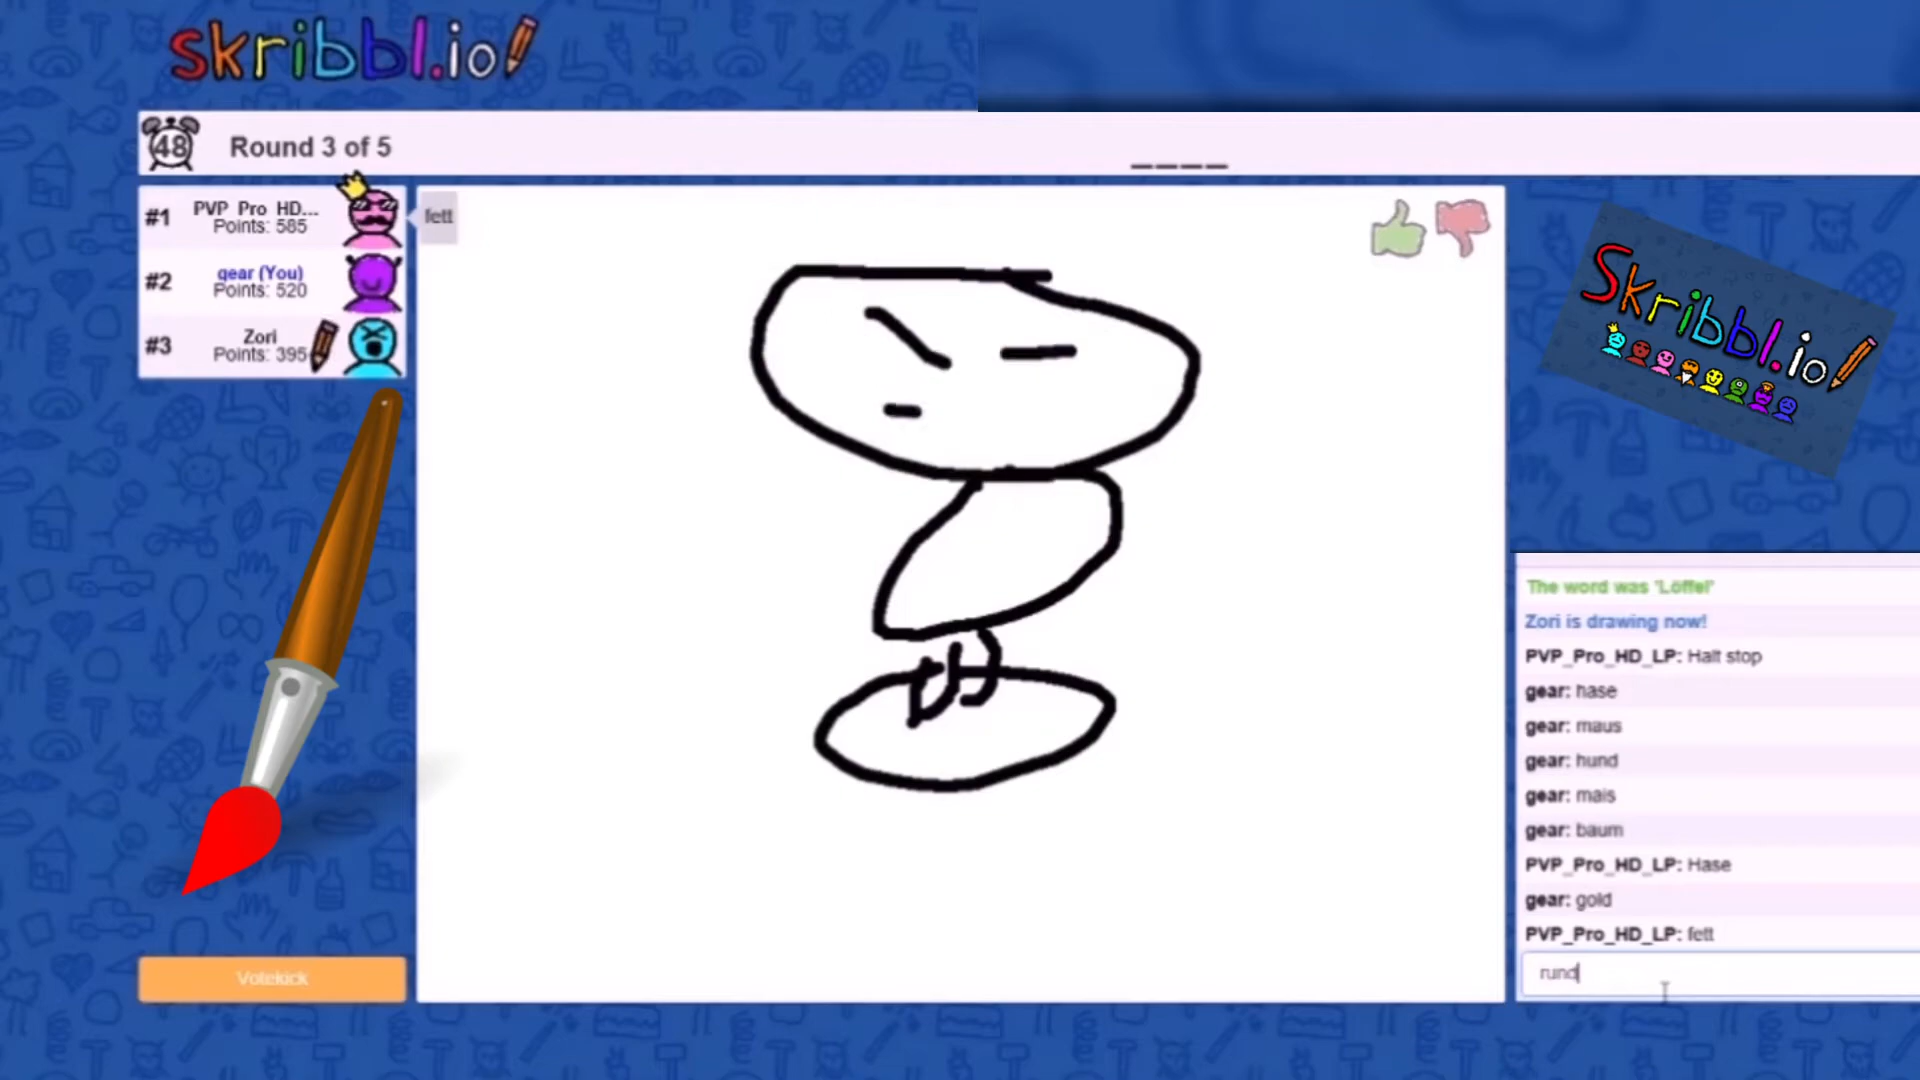 skribbl.io
48
Round 3 of 5
____
#1
PVP_Pro_HD...
Points: 585
fett
#2
gear (You)
Points: 520
#3
Zori
Points: 395
Skribbl.io
The word was 'Löffel'
Zori is drawing now!
PVP_Pro_HD_LP: Halt stop
gear: hase
gear: maus
gear: hund
gear: mais
gear: baum
PVP_Pro_HD_LP: Hase
gear: gold
PVP_Pro_HD_LP: fett
rund
Votekick